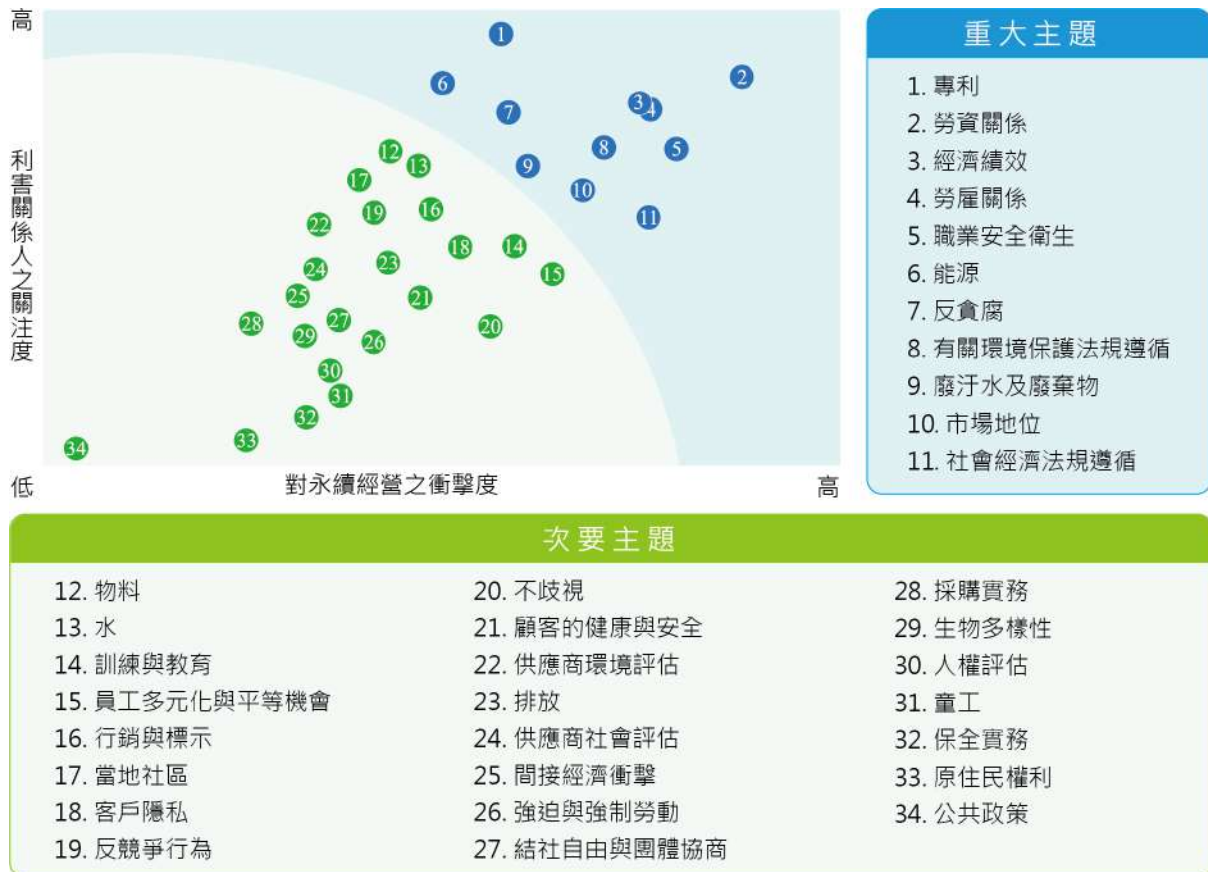 高
利害關係人之關注度
低
對永續經營之衝擊度
高
1
2
6
3
4
7
8
5
12
13
9
17
10
19
16
11
22
18
14
23
24
15
25
21
28
27
20
29
26
30
31
32
33
34
重大主題
1. 專利
2. 勞資關係
3. 經濟績效
4. 勞雇關係
5. 職業安全衛生
6. 能源
7. 反貪腐
8. 有關環境保護法規遵循
9. 廢汙水及廢棄物
10. 市場地位
11. 社會經濟法規遵循
次要主題
12. 物料
13. 水
14. 訓練與教育
15. 員工多元化與平等機會
16. 行銷與標示
17. 當地社區
18. 客戶隱私
19. 反競爭行為
20. 不歧視
21. 顧客的健康與安全
22. 供應商環境評估
23. 排放
24. 供應商社會評估
25. 間接經濟衝擊
26. 強迫與強制勞動
27. 結社自由與團體協商
28. 採購實務
29. 生物多樣性
30. 人權評估
31. 童工
32. 保全實務
33. 原住民權利
34. 公共政策